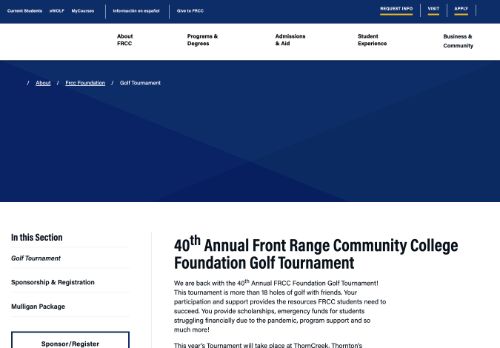 Current Students eWOLF MyCourses Información en español Give to FRCC REQUEST INFO VISIT APPLY
About FRCC
Programs & Degrees
Admissions & Aid
Student Experience
Business & Community
/ About / Frcc Foundation / Golf Tournament
In this Section
Golf Tournament
Sponsorship & Registration
Mulligan Package
Sponsor/Register
40th Annual Front Range Community College
Foundation Golf Tournament
We are back with the 40th Annual FRCC Foundation Golf Tournament!
This tournament is more than 18 holes of golf with friends. Your
participation and support provides the resources FRCC students need to
succeed. You provide scholarships, emergency funds for students
struggling financially due to the pandemic, program support and so
much more!
This year's Tournament will take place at ThornCreek, Thornton's